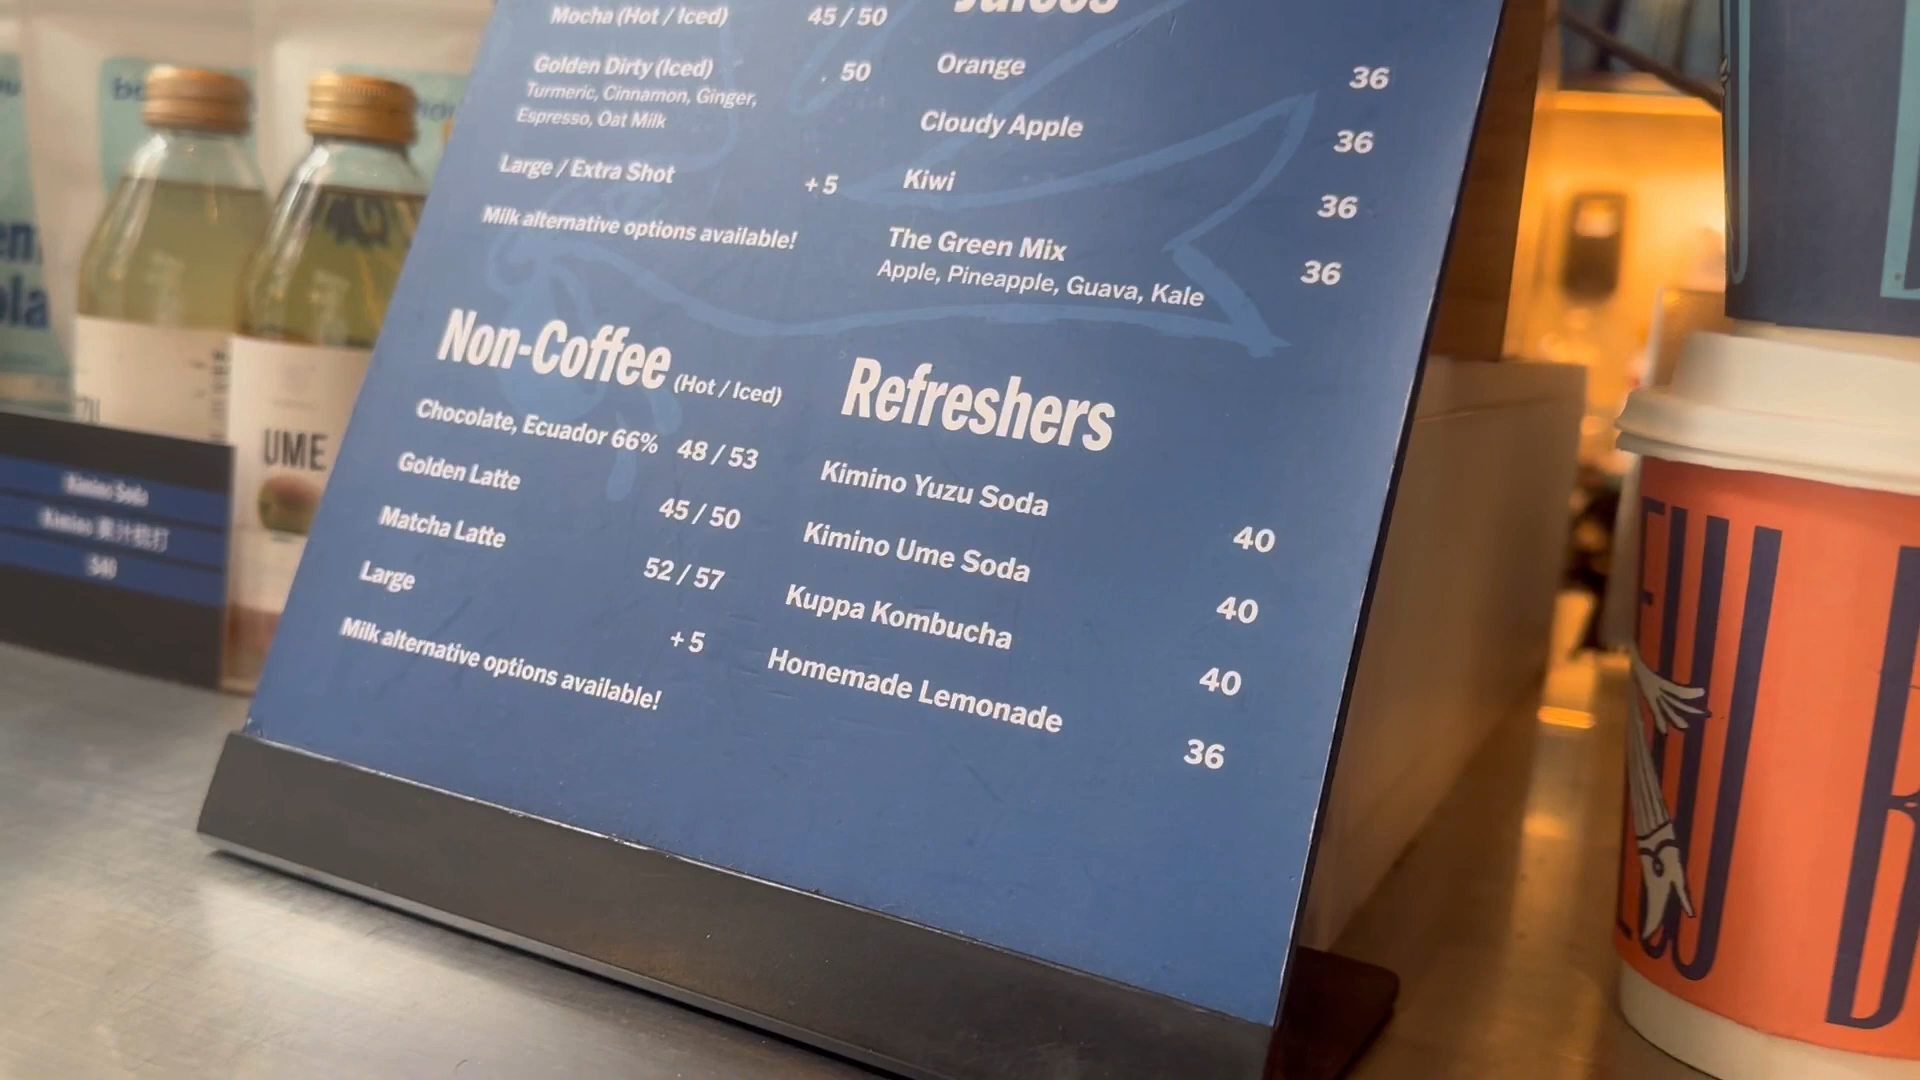 Mocha (Hot / Iced) 45 / 50
Golden Dirty (Iced) 50
Turmeric, Cinnamon, Ginger,
Espresso, Oat Milk
Large / Extra Shot +5
Milk alternative options available!
Non-Coffee (Hot / Iced)
Chocolate, Ecuador 66% 48 / 53
Golden Latte 45 / 50
Matcha Latte 52 / 57
Large +5
Milk alternative options available!
Juices
Orange 36
Cloudy Apple 36
Kiwi 36
The Green Mix 36
Apple, Pineapple, Guava, Kale
Refreshers
Kimino Yuzu Soda 40
Kimino Ume Soda 40
Kuppa Kombucha 40
Homemade Lemonade 36
UME
Kimino Soda
Kimino 果汁梳打
$40